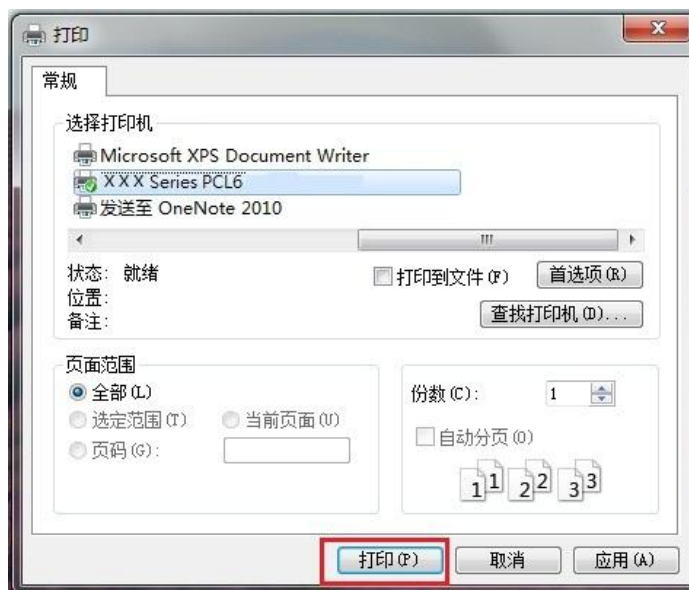 打印
常规
选择打印机
Microsoft XPS Document Writer
XXX Series PCL6
发送至 OneNote 2010
状态: 就绪
打印到文件(F)
首选项(R)
位置:
查找打印机(D)...
备注:
页面范围
全部(L)
份数(C): 1
选定范围(T) 当前页面(U)
自动分页(O)
页码(G):
1 1 2 2 3 3
打印(P) 取消 应用(A)